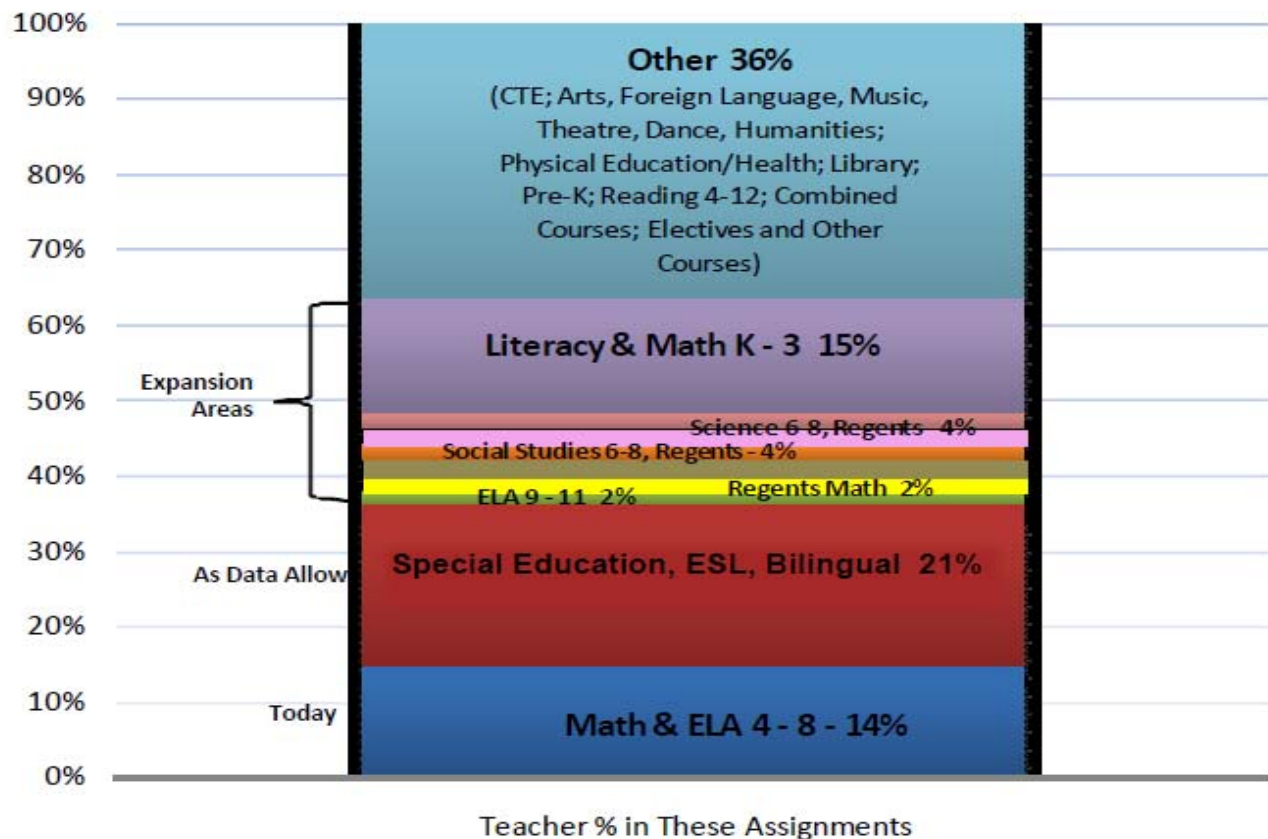 100%
90%
80%
70%
60%
50%
40%
30%
20%
10%
0%
Other 36%
(CTE; Arts, Foreign Language, Music,
Theatre, Dance, Humanities;
Physical Education/Health; Library;
Pre-K; Reading 4-12; Combined
Courses; Electives and Other
Courses)
Literacy & Math K - 3 15%
Expansion
Areas
Science 6-8, Regents 4%
Social Studies 6-8, Regents - 4%
Regents Math 2%
ELA 9 - 11 2%
As Data Allow
Special Education, ESL, Bilingual 21%
Today
Math & ELA 4 - 8 - 14%
Teacher % in These Assignments